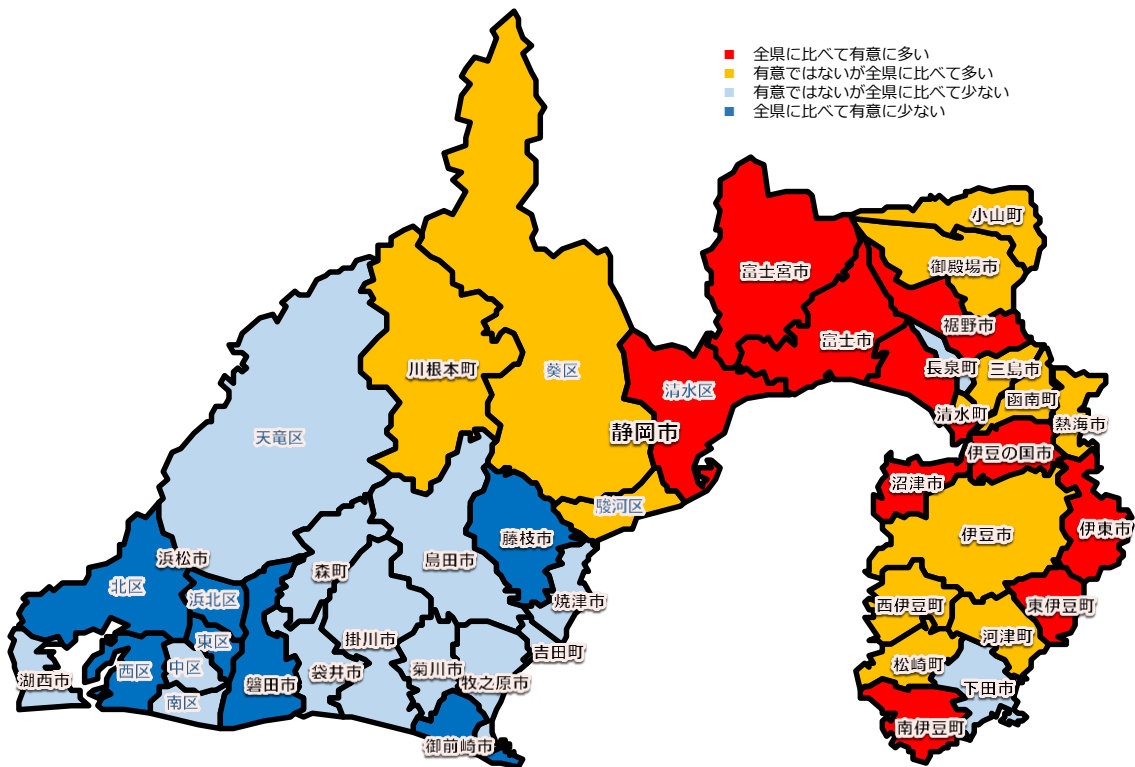 全県に比べて有意に多い
有意ではないが全県に比べて多い
有意ではないが全県に比べて少ない
全県に比べて有意に少ない
小山町
御殿場市
富士宮市
裾野市
富士市
長泉町
三島市
川根本町
葵区
清水区
函南町
清水町
熱海市
静岡市
天竜区
伊豆の国市
沼津市
駿河区
伊東市
藤枝市
伊豆市
浜松市
島田市
森町
北区
浜北区
焼津市
西伊豆町
東伊豆町
東区
掛川市
河津町
吉田町
中区
松崎町
西区
湖西市
袋井市
菊川市
磐田市
牧之原市
下田市
南区
南伊豆町
御前崎市